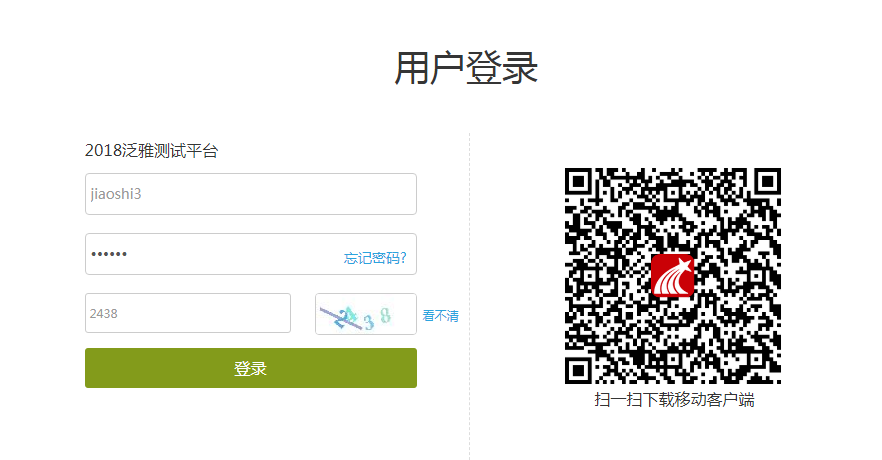 用户登录
2018泛雅测试平台
jiaoshi3
••••••
忘记密码?
2438
2438
看不清
登录
扫一扫下载移动客户端